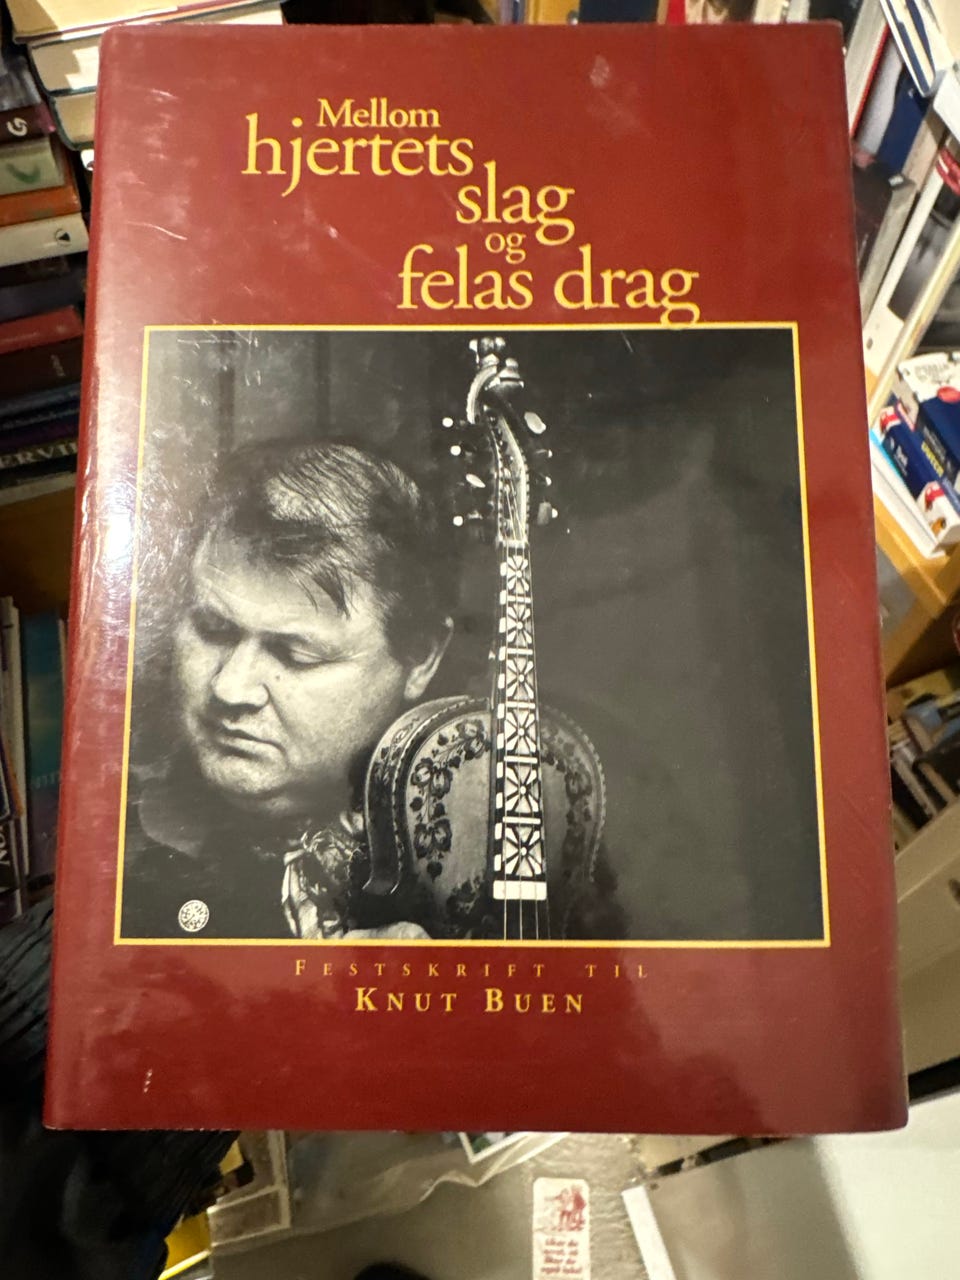 Mellom
hjertets
slag
og
felas drag
FESTSKRIFT TIL
KNUT BUEN